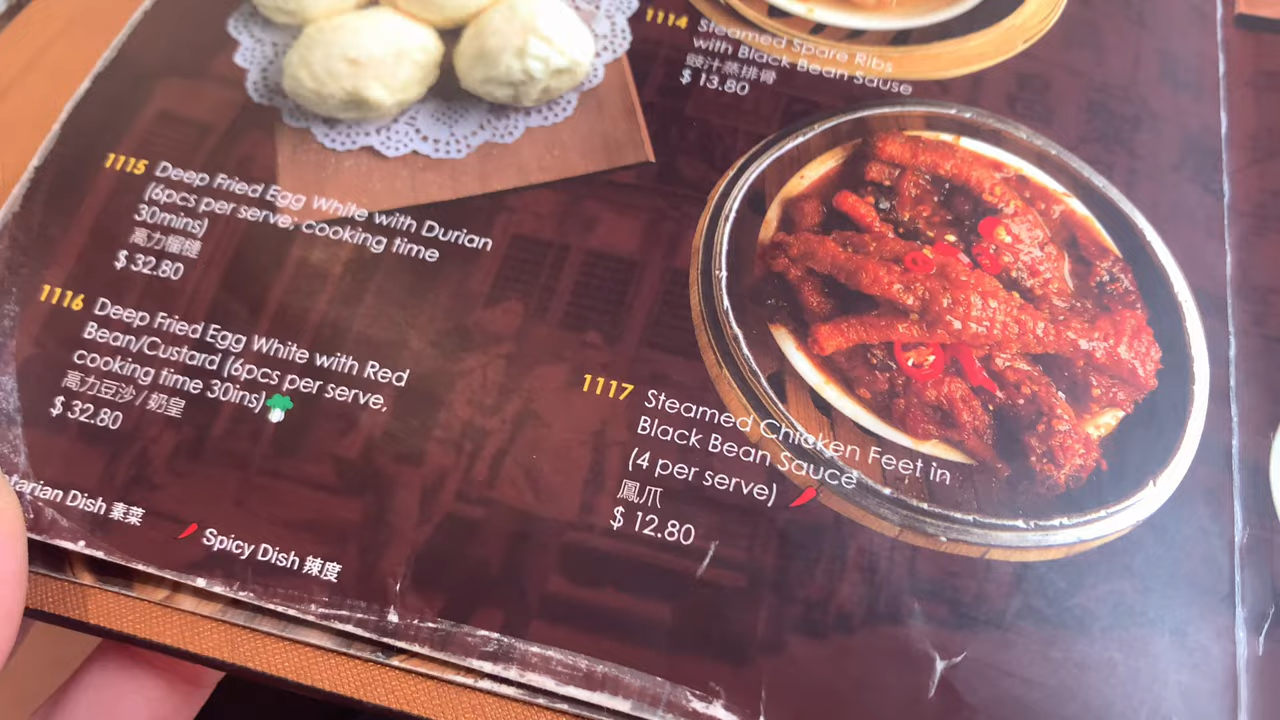 1114 Steamed Spare Ribs
with Black Bean Sause
豉汁蒸排骨
$ 13.80
1115 Deep Fried Egg White with Durian
(6pcs per serve, cooking time
30mins)
高力榴槤
$ 32.80
1116 Deep Fried Egg White with Red
Bean/Custard (6pcs per serve,
cooking time 30ins)
高力豆沙 / 奶皇
$ 32.80
1117 Steamed Chicken Feet in
Black Bean Sauce
(4 per serve)
鳳爪
$ 12.80
tarian Dish 素菜
Spicy Dish 辣度